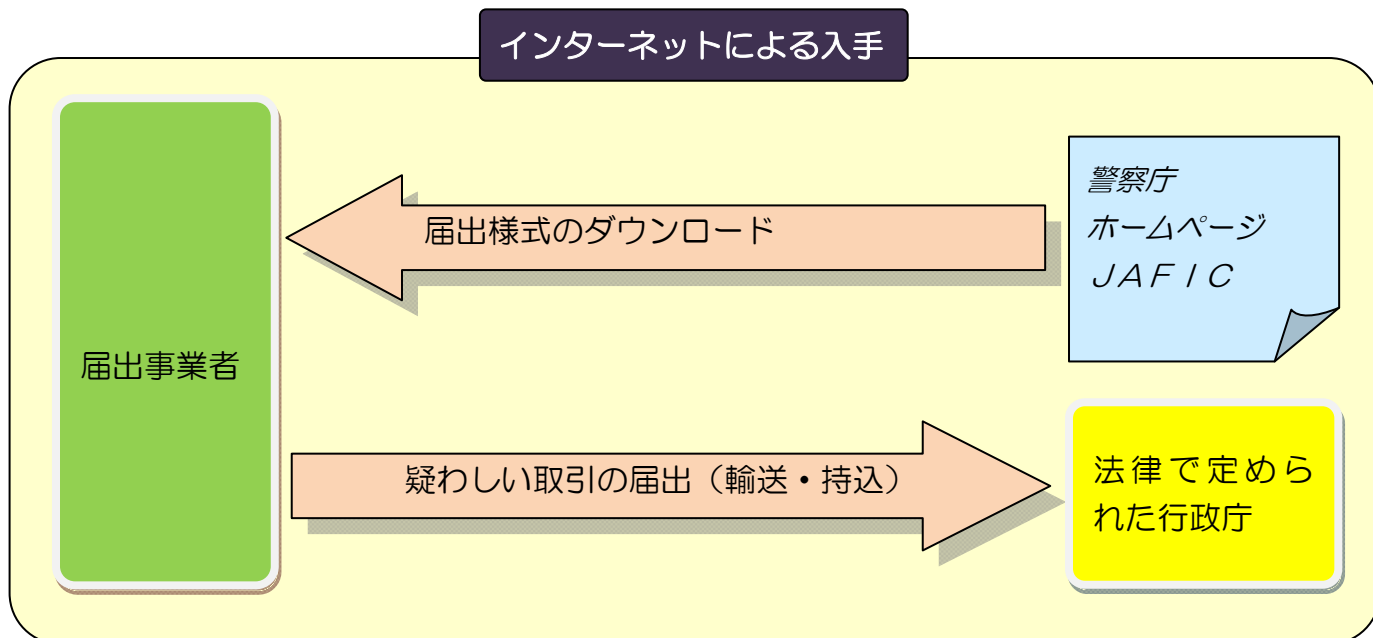 インターネットによる入手
届出様式のダウンロード
警察庁
ホームページ
ＪＡＦＩＣ
届出事業者
疑わしい取引の届出（輸送・持込）
法律で定めら
れた行政庁